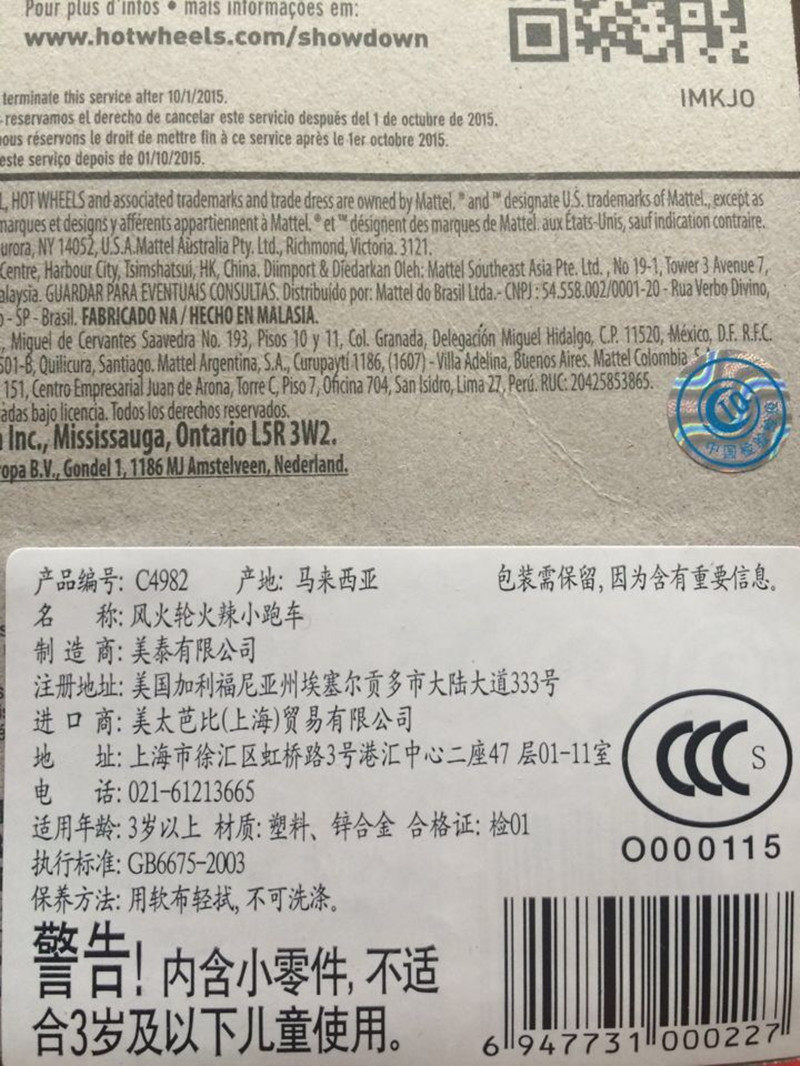 Pour plus d'infos • mais informações em:
www.hotwheels.com/showdown
IMKJO
terminate this service after 10/1/2015.
reservamos el derecho de cancelar este servicio después del 1 de octubre de 2015.
nous réservons le droit de mettre fin à ce service après le 1er octobre 2015.
este serviço depois de 01/10/2015.
HOT WHEELS and associated trademarks and trade dress are owned by Mattel. ® and ™ designate U.S. trademarks of Mattel., except as
marques et designs y afférents appartiennent à Mattel. ® et ™ désignent des marques de Mattel. aux États-Unis, sauf indication contraire.
urora, NY 14052, U.S.A.Mattel Australia Pty. Ltd., Richmond, Victoria. 3121.
Centre, Harbour City, Tsimshatsui, HK, China. Diimport & Diedarkan Oleh: Mattel Southeast Asia Pte. Ltd. , No 19-1, Tower 3 Avenue 7,
alaysia. GUARDAR PARA EVENTUAIS CONSULTAS. Distribuído por: Mattel do Brasil Ltda.- CNPJ : 54.558.002/0001-20 - Rua Verbo Divino,
- SP - Brasil. FABRICADO NA / HECHO EN MALASIA.
, Miguel de Cervantes Saavedra No. 193, Pisos 10 y 11, Col. Granada, Delegación Miguel Hidalgo, C.P. 11520, México, D.F. R.F.C.
501-B, Quilicura, Santiago. Mattel Argentina, S.A., Curupaytí 1186, (1607) - Villa Adelina, Buenos Aires. Mattel Colombia, S.A
151, Centro Empresarial Juan de Arona, Torre C, Piso 7, Oficina 704, San Isidro, Lima 27, Perú. RUC: 20425853865.
adas bajo licencia. Todos los derechos reservados.
Inc., Mississauga, Ontario L5R 3W2.
ropa B.V., Gondel 1, 1186 MJ Amstelveen, Nederland.
CIQ
中国检验检疫
产品编号: C4982 产地: 马来西亚 包装需保留, 因为含有重要信息。
名 称: 风火轮火辣小跑车
制造商: 美泰有限公司
注册地址: 美国加利福尼亚州埃塞尔贡多市大陆大道333号
进口商: 美太芭比(上海)贸易有限公司
地 址: 上海市徐汇区虹桥路3号港汇中心二座47 层01-11室
电 话: 021-61213665
适用年龄: 3岁以上 材质: 塑料、锌合金 合格证: 检01
执行标准: GB6675-2003
保养方法: 用软布轻拭, 不可洗涤。
CCC S
O000115
警告! 内含小零件, 不适
合3岁及以下儿童使用。
6 947731 000227